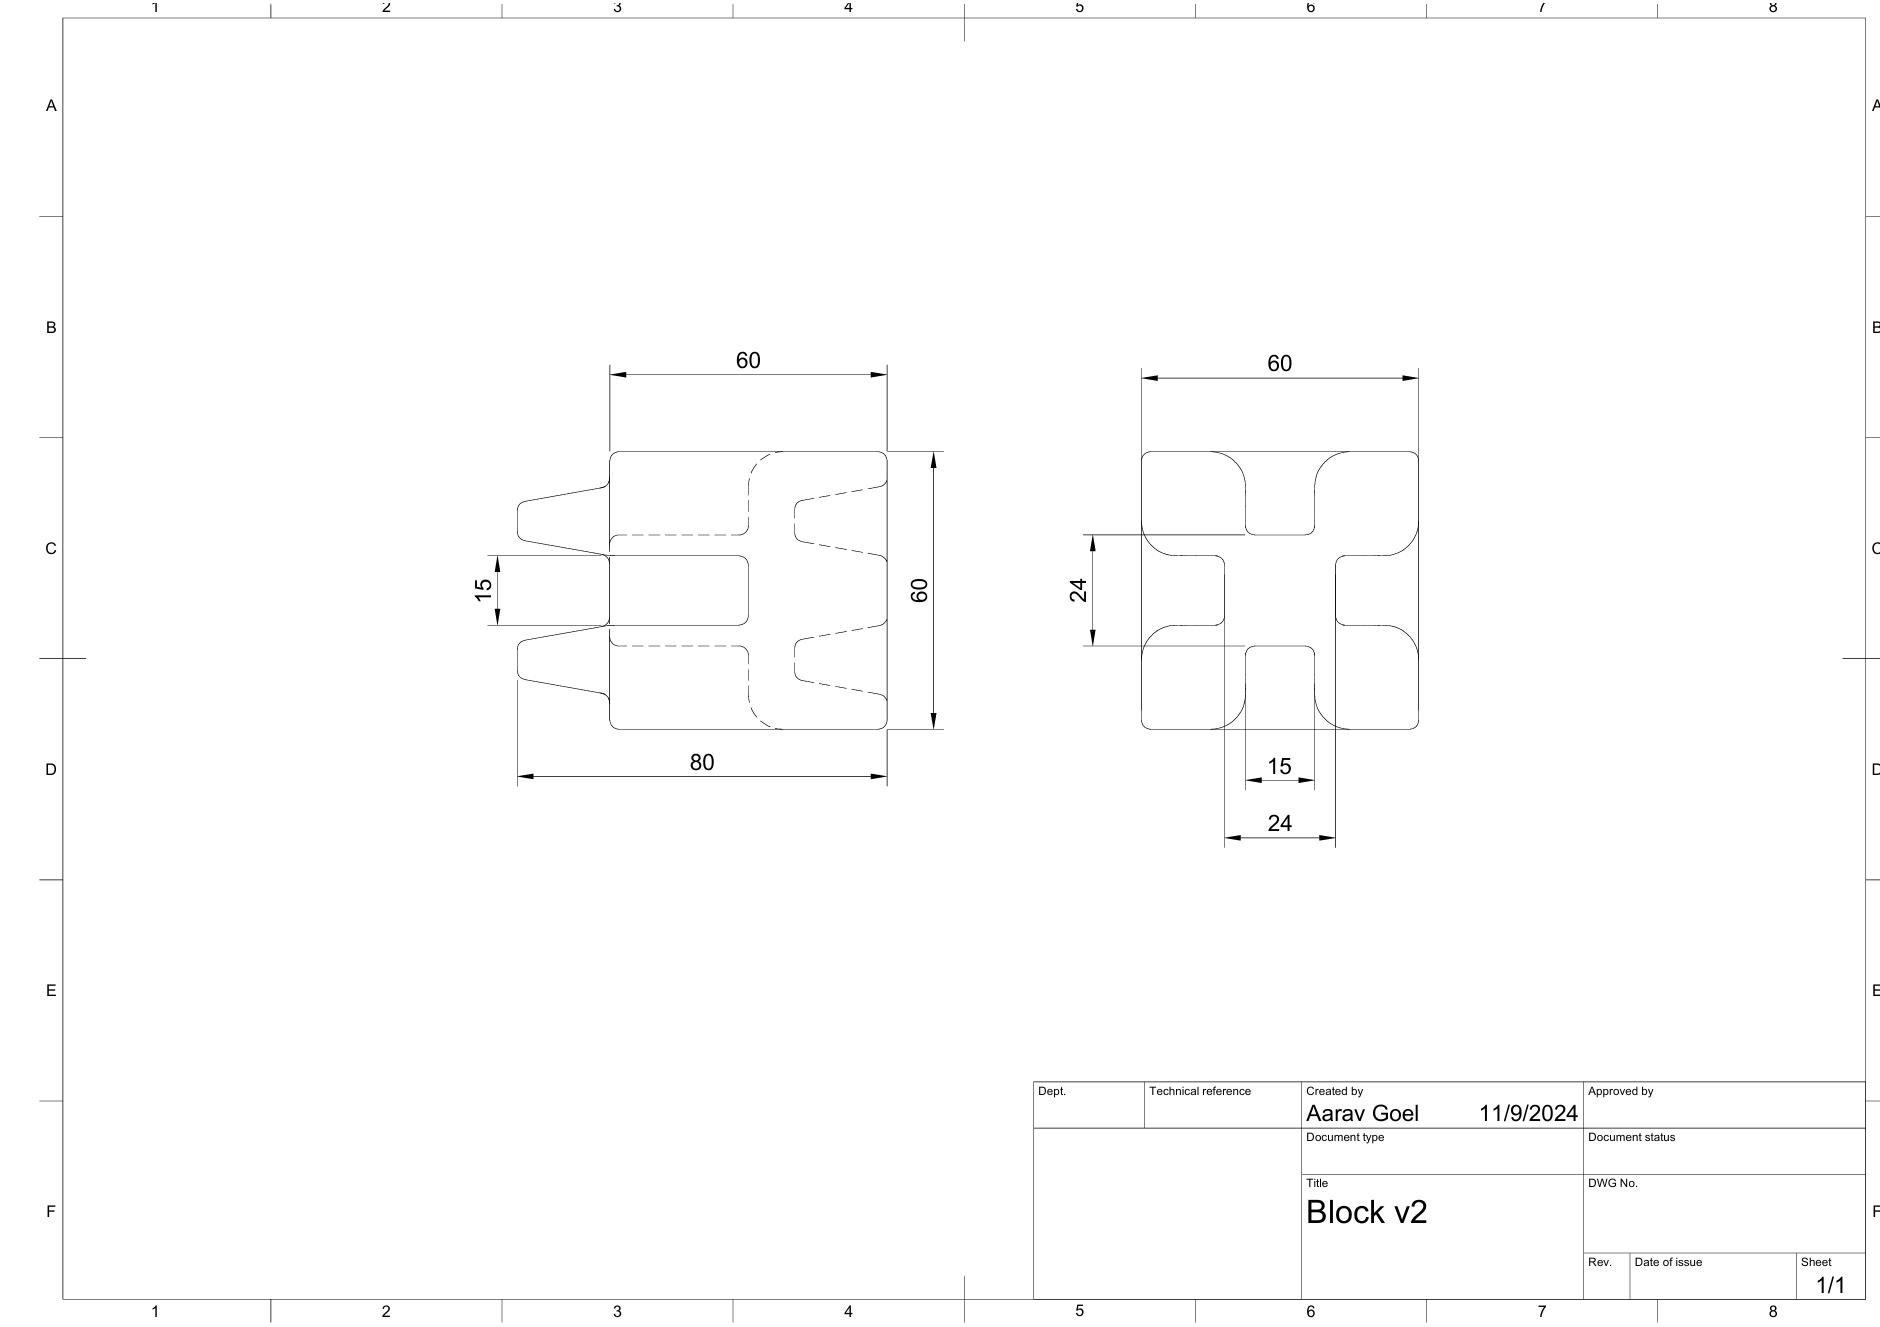 1 2 3 4 5 6 7 8
A A
B B
60 60
C C
15 60 24
D D
80 15
24
E E
Dept. Technical reference Created by Approved by
Aarav Goel 11/9/2024
Document type Document status
Title DWG No.
F Block v2 F
Rev. Date of issue Sheet
1/1
1 2 3 4 5 6 7 8